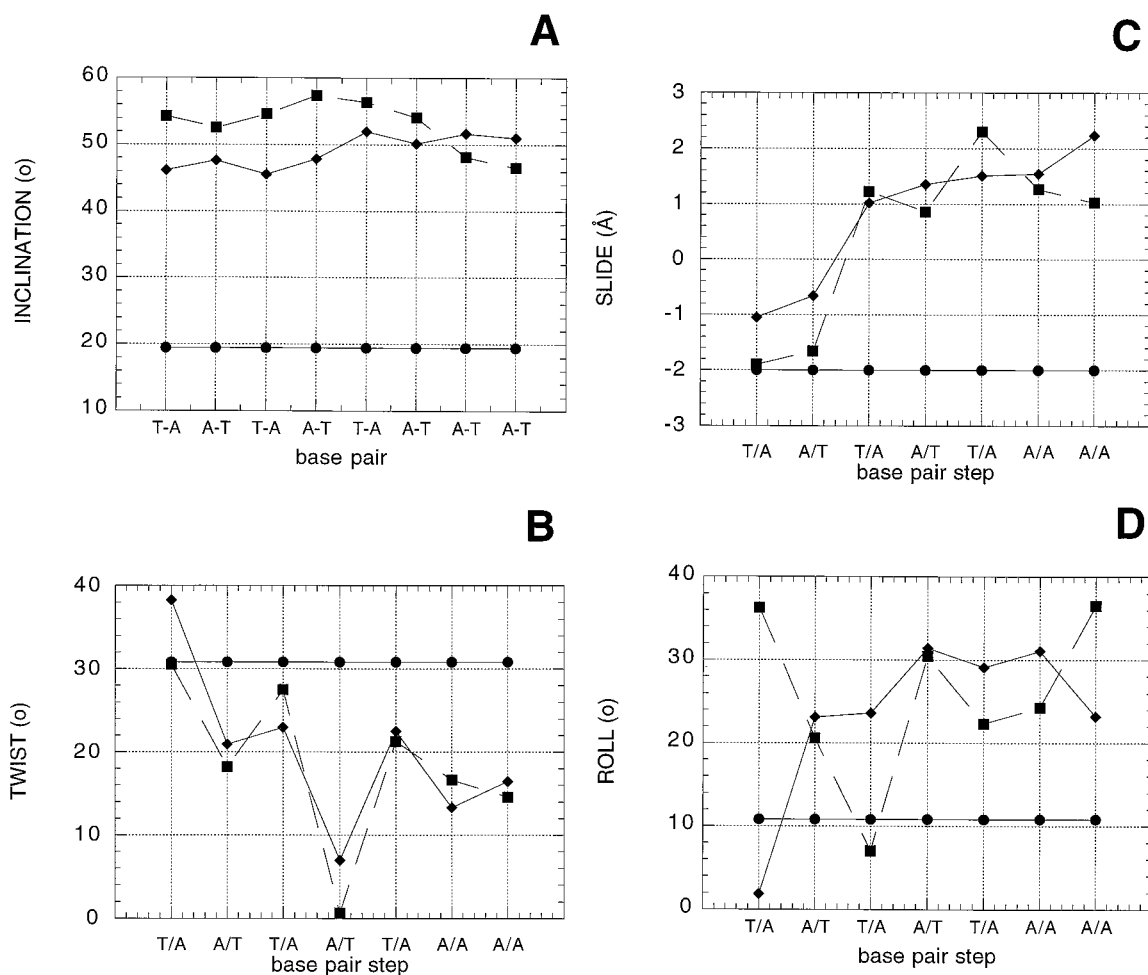 A
INCLINATION (o)
60
50
40
30
20
10
T-A A-T T-A A-T T-A A-T A-T A-T
base pair
C
SLIDE (Å)
3
2
1
0
-1
-2
-3
T/A A/T T/A A/T T/A A/A A/A
base pair step
B
TWIST (o)
40
30
20
10
0
T/A A/T T/A A/T T/A A/A A/A
base pair step
D
ROLL (o)
40
30
20
10
0
T/A A/T T/A A/T T/A A/A A/A
base pair step